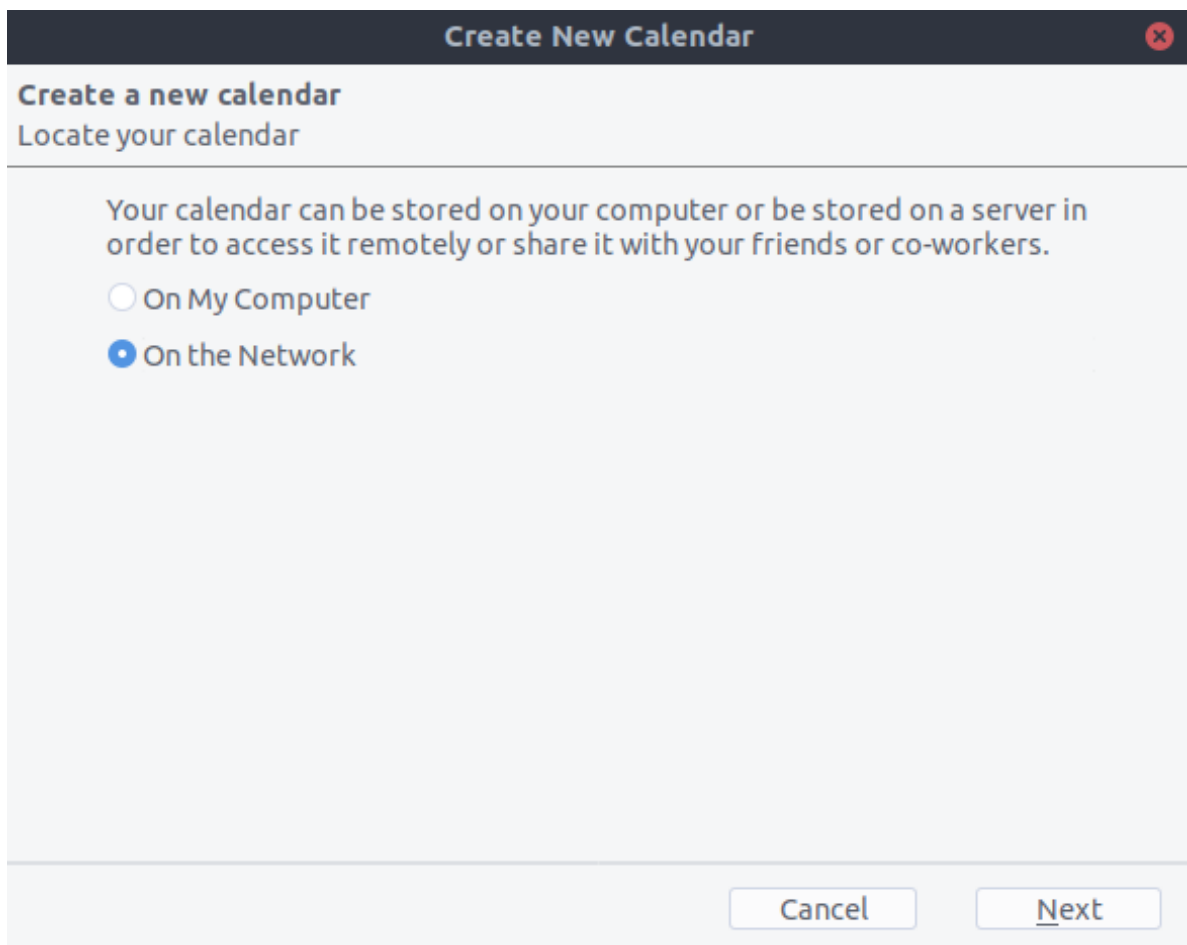 Create New Calendar
Create a new calendar
Locate your calendar
Your calendar can be stored on your computer or be stored on a server in
order to access it remotely or share it with your friends or co-workers.
On My Computer
On the Network
Cancel
Next